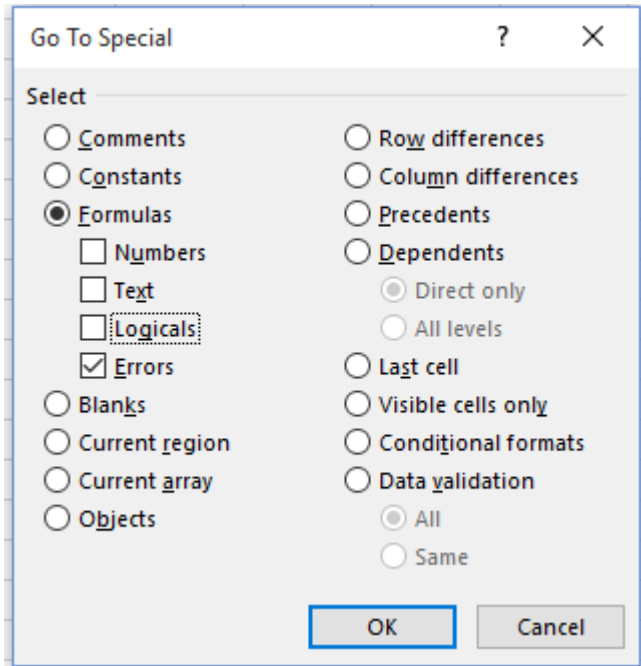 Go To Special ?
Select
Comments
Constants
Formulas
Numbers
Text
Logicals
Errors
Blanks
Current region
Current array
Objects
Row differences
Column differences
Precedents
Dependents
Direct only
All levels
Last cell
Visible cells only
Conditional formats
Data validation
All
Same
OK
Cancel